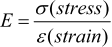 E = σ(stress) / ε(strain)